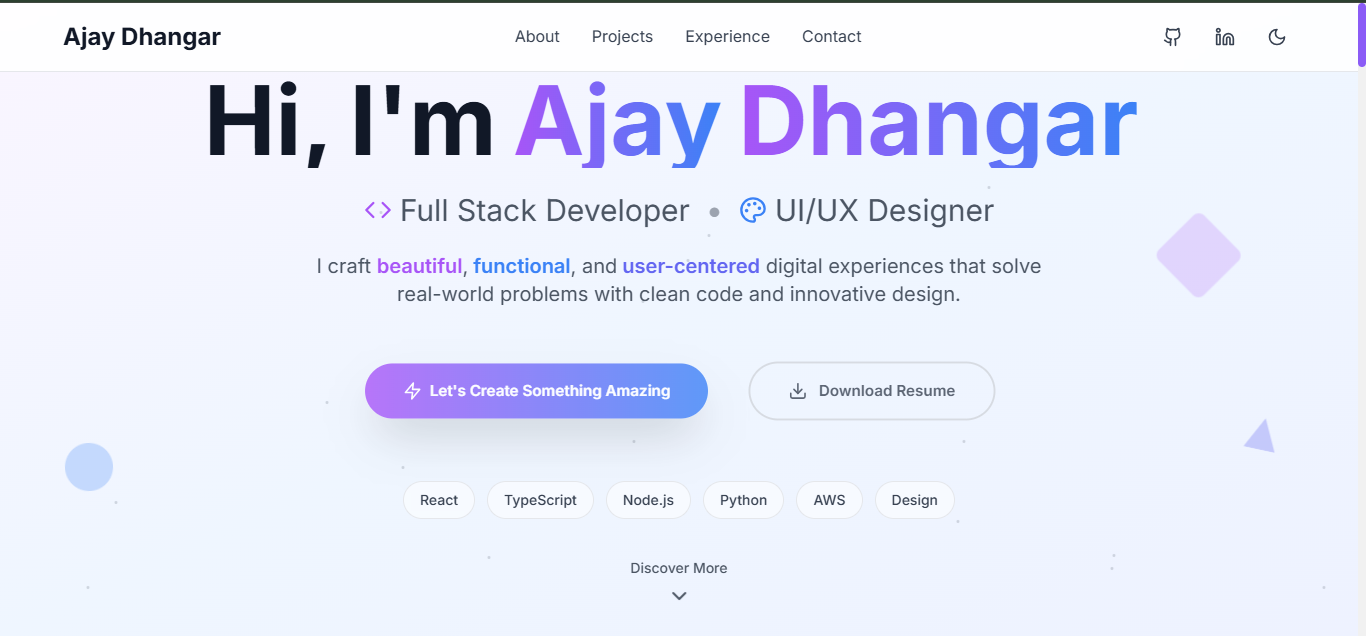 Ajay Dhangar
About Projects Experience Contact
Hi, I'm Ajay Dhangar
Full Stack Developer • UI/UX Designer
I craft beautiful, functional, and user-centered digital experiences that solve
real-world problems with clean code and innovative design.
Let's Create Something Amazing
Download Resume
React TypeScript Node.js Python AWS Design
Discover More